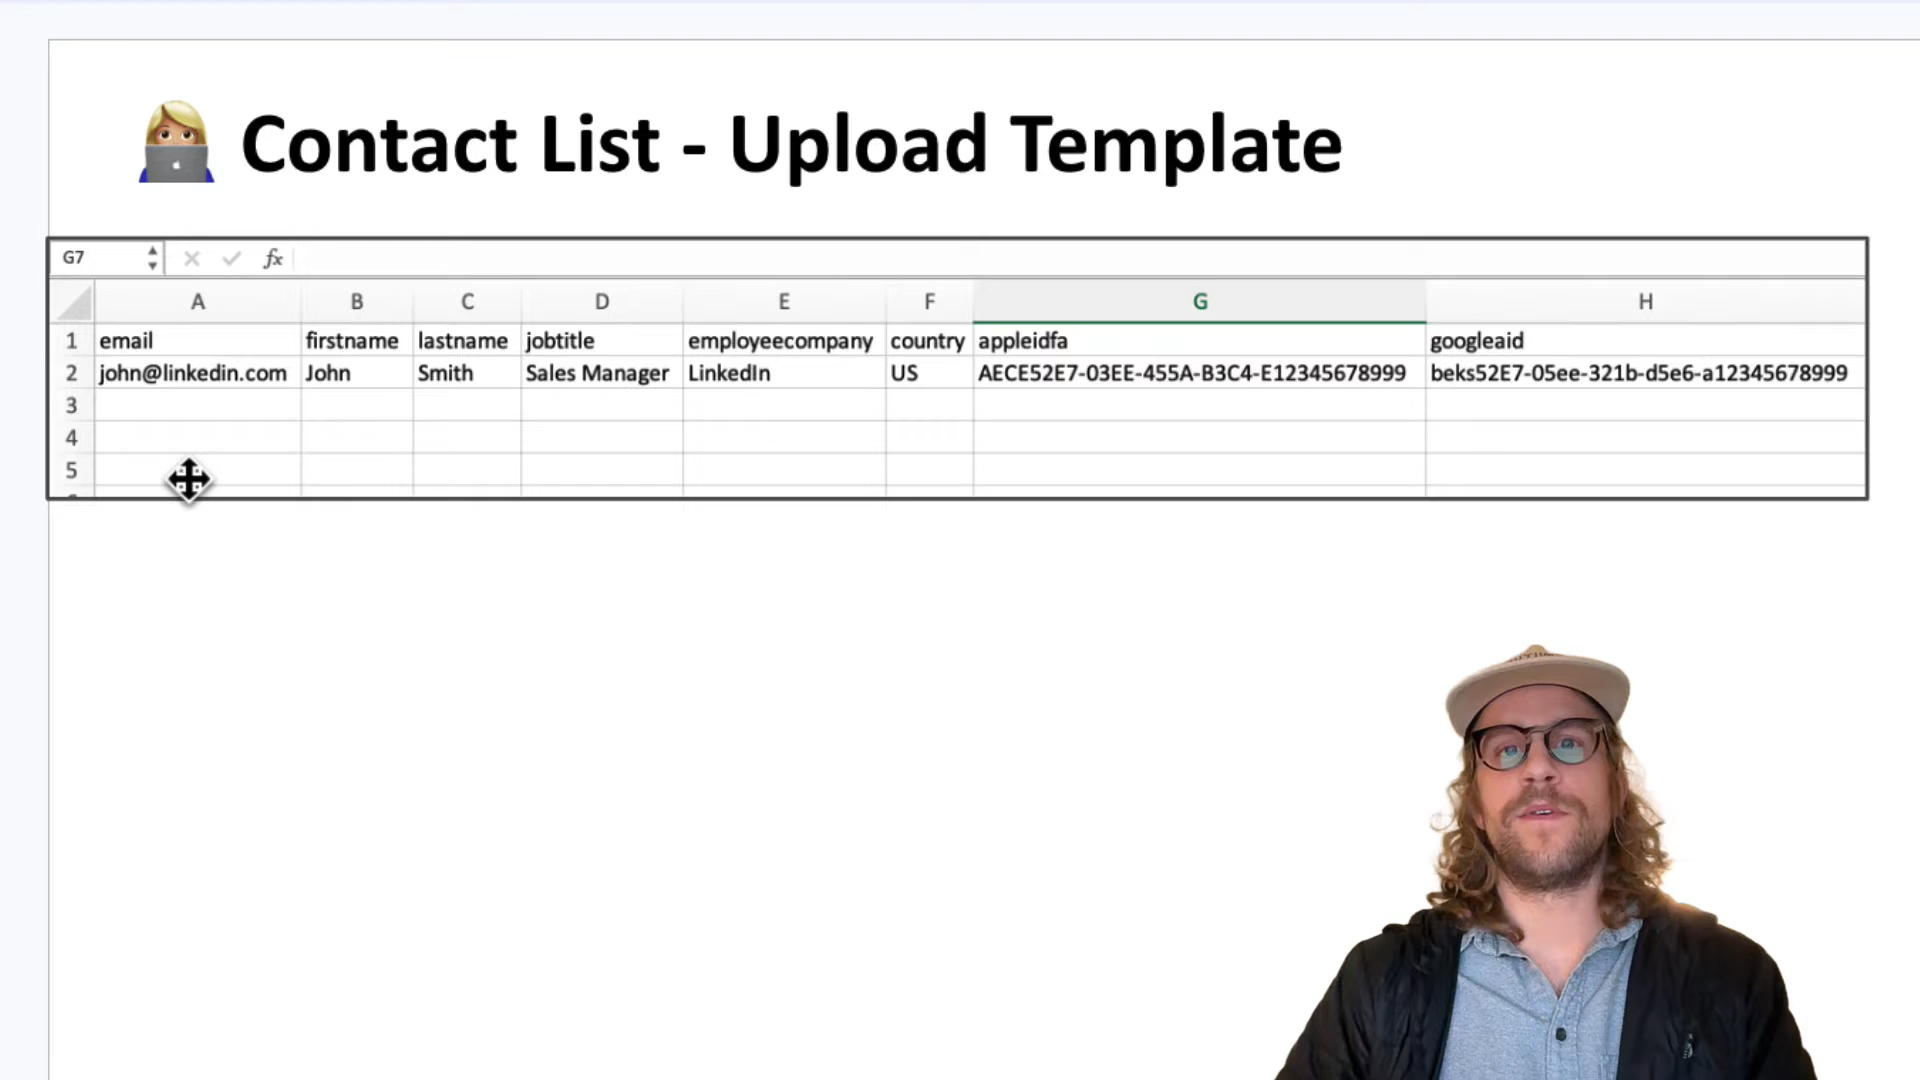 Contact List - Upload Template
G7 fx
A B C D E F G H
1 email firstname lastname jobtitle employeecompany country appleidfa googleaid
2 john@linkedin.com John Smith Sales Manager LinkedIn US AECE52E7-03EE-455A-B3C4-E12345678999 beks52E7-05ee-321b-d5e6-a12345678999
3
4
5